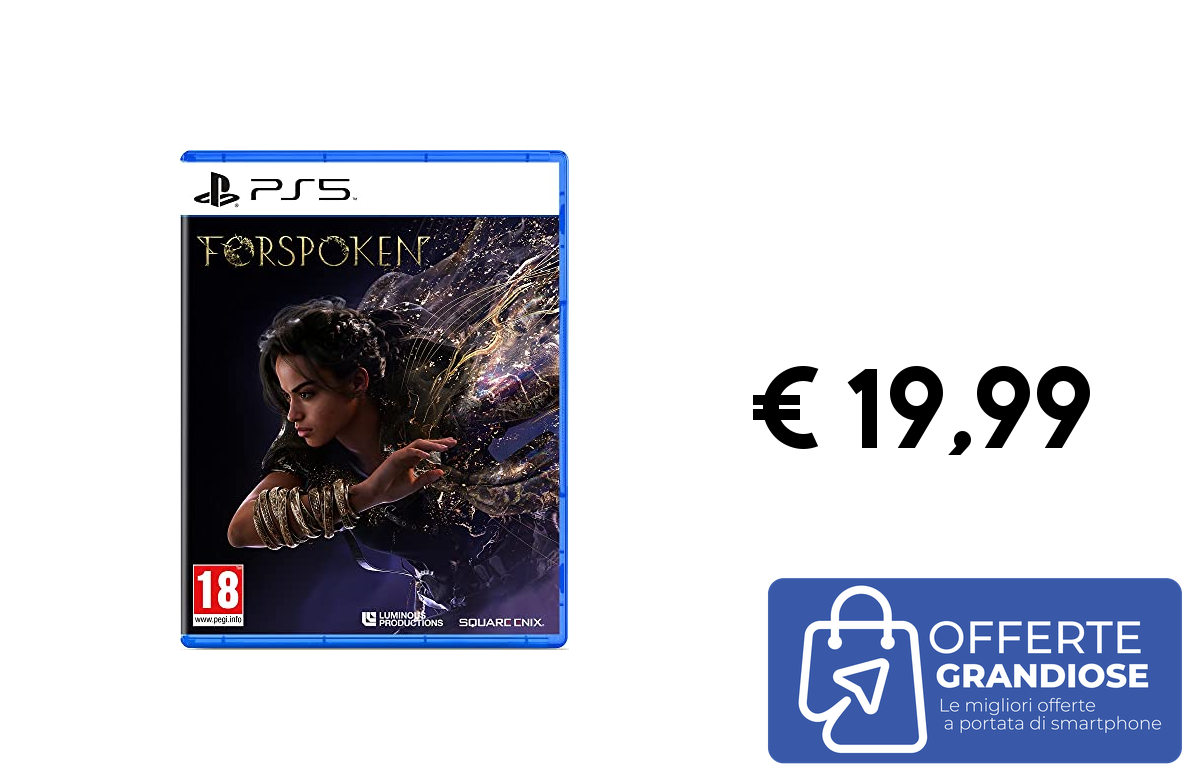 PS5
FORSPOKEN
€ 19,99
18
www.pegi.info
LUMINOUS
PRODUCTIONS
SQUARE ENIX.
OFFERTE
GRANDIOSE
Le migliori offerte
a portata di smartphone